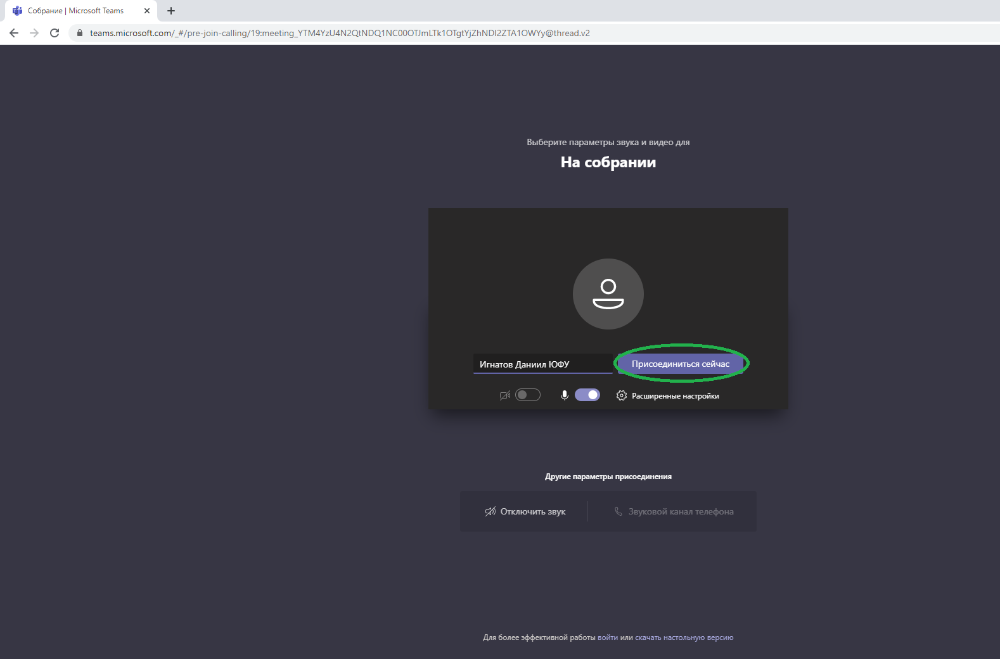 Собрание | Microsoft Teams
teams.microsoft.com/_#/pre-join-calling/19:meeting_YTM4YzU4N2QtNDQ1NC00OTJmLTk1OTgtYjZhNDI2ZTA1OWYy@thread.v2
Выберите параметры звука и видео для
На собрании
Игнатов Даниил ЮФУ
Присоединиться сейчас
Расширенные настройки
Другие параметры присоединения
Отключить звук
Звуковой канал телефона
Для более эффективной работы войти или скачать настольную версию